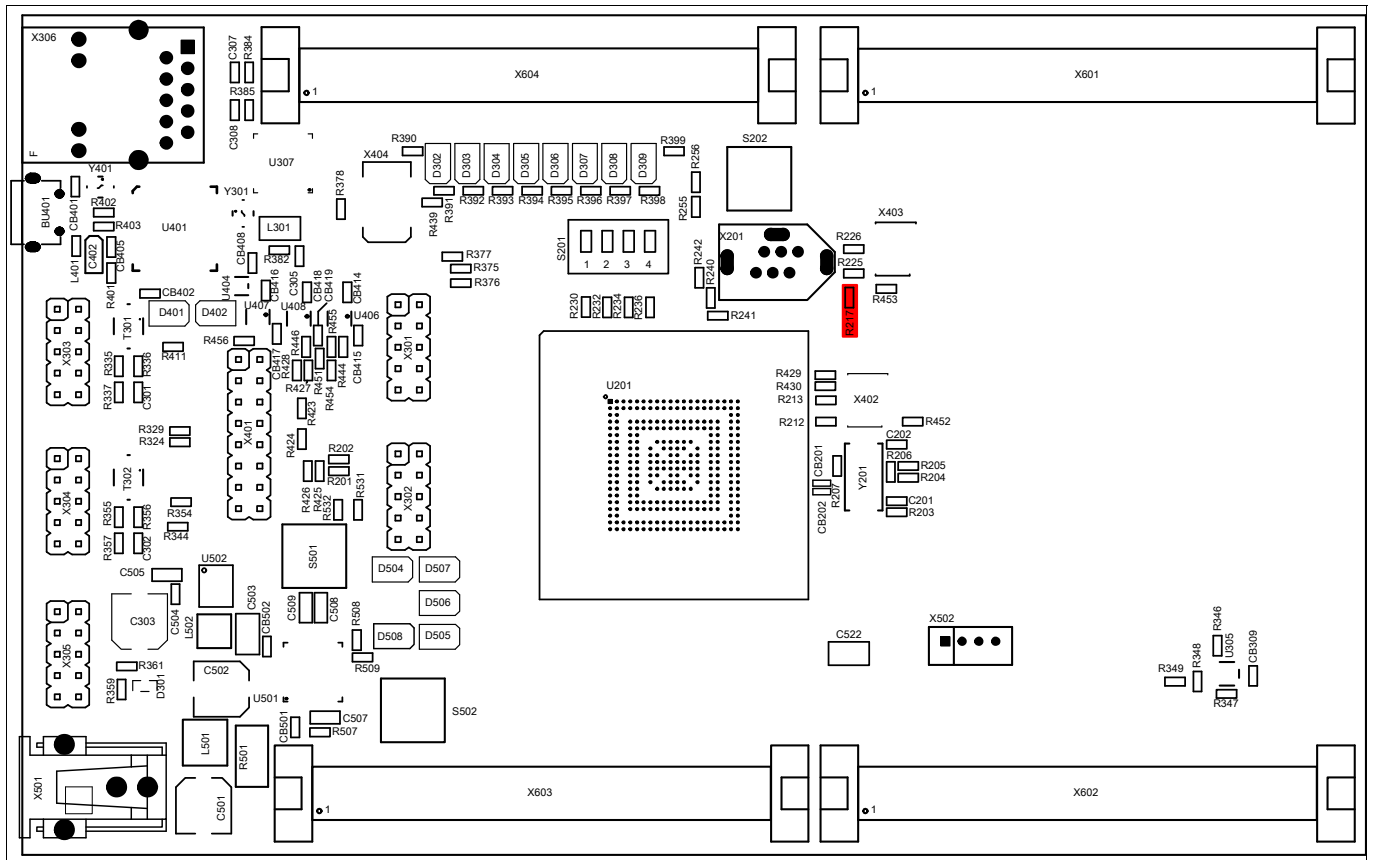 X306
F
C307
R384
R385
C308
X604
1
X601
1
U307
X404
R390
D302
D303
D304
D305
D306
D307
D308
D309
R399
R256
S202
R391
R392
R393
R394
R395
R396
R397
R398
R439
R378
R255
Y401
BU401
CB401
R402
R403
C402
CB405
L401
R401
CB402
U401
Y301
L301
CB408
R382
C305
U404
CB416
CB418
CB419
CB414
R377
R375
R376
S201
1
2
3
4
R242
R240
R241
X201
X403
R226
R225
R453
R217
R230
R232
R234
R236
D401
D402
U407
U408
U406
R455
R456
CB417
R446
R428
R427
R451
R454
R444
CB415
T301
R335
R336
R337
C301
R411
X303
X301
X401
R423
R424
R329
R324
R202
R201
R426
R425
R532
R531
X304
T302
R355
R356
R357
C302
R354
R344
X302
U201
R429
R430
R213
R212
X402
R452
C202
CB201
R206
R205
R204
Y201
R207
CB202
C201
R203
U502
C505
C504
C303
L502
C503
CB502
S501
C509
C508
D504
D507
D506
D508
D505
R508
R509
X305
R361
R359
D301
C502
U501
CB501
C507
R507
S502
L501
R501
C501
X501
X603
1
X602
1
C522
X502
R346
U305
CB309
R348
R349
R347